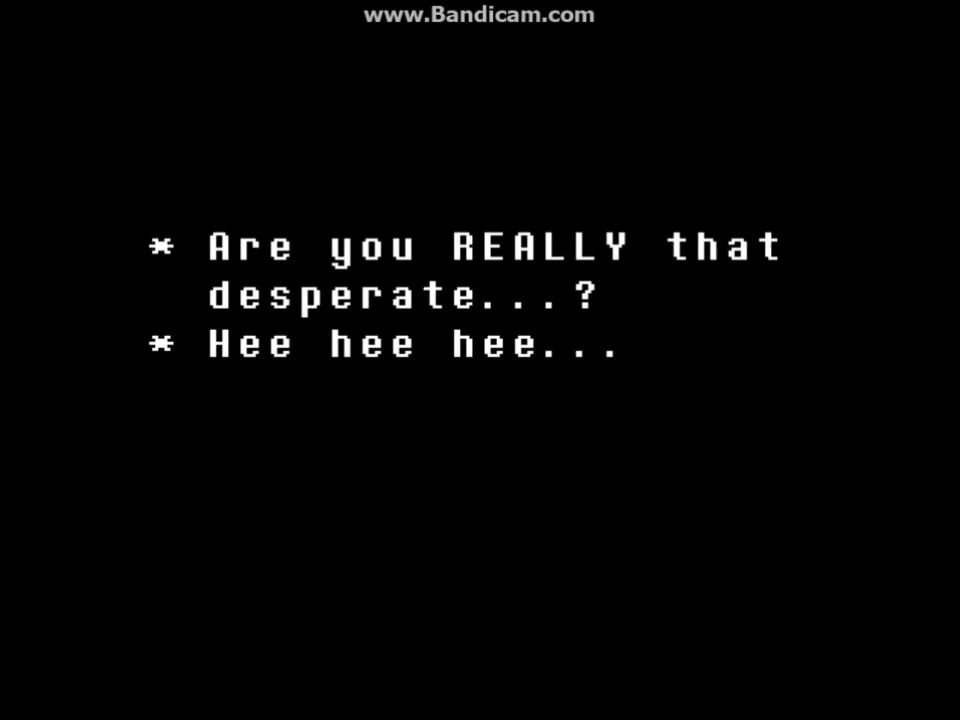 www.Bandicam.com
* Are you REALLY that
desperate...?
* Hee hee hee...